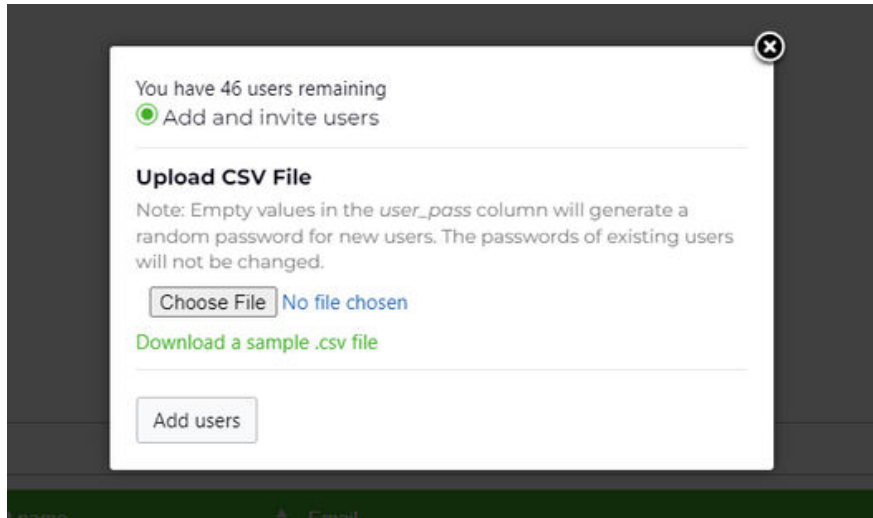 You have 46 users remaining
Add and invite users
Upload CSV File
Note: Empty values in the user_pass column will generate a
random password for new users. The passwords of existing users
will not be changed.
Choose File No file chosen
Download a sample .csv file
Add users
name Email